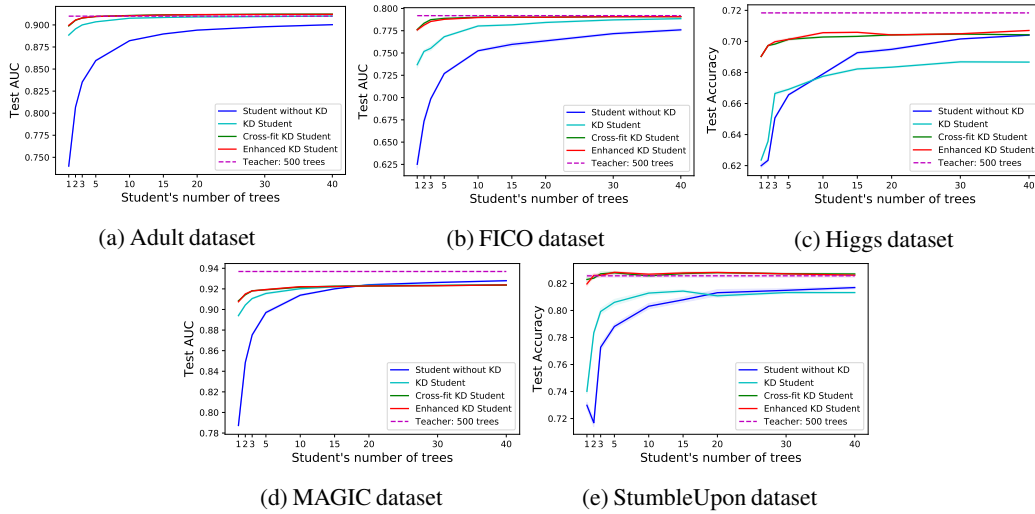 0.900
0.875
0.850
0.825
0.800
0.775
0.750
Test AUC
Student without KD
KD Student
Cross-fit KD Student
Enhanced KD Student
Teacher: 500 trees
1 2 3 5 10 15 20 30 40
Student's number of trees
(a) Adult dataset
0.800
0.775
0.750
0.725
0.700
0.675
0.650
0.625
Test AUC
Student without KD
KD Student
Cross-fit KD Student
Enhanced KD Student
Teacher: 500 trees
1 2 3 5 10 15 20 30 40
Student's number of trees
(b) FICO dataset
0.72
0.70
0.68
0.66
0.64
0.62
Test Accuracy
Student without KD
KD Student
Cross-fit KD Student
Enhanced KD Student
Teacher: 500 trees
1 2 3 5 10 15 20 30 40
Student's number of trees
(c) Higgs dataset
0.94
0.92
0.90
0.88
0.86
0.84
0.82
0.80
0.78
Test AUC
Student without KD
KD Student
Cross-fit KD Student
Enhanced KD Student
Teacher: 500 trees
1 2 3 5 10 15 20 30 40
Student's number of trees
(d) MAGIC dataset
0.82
0.80
0.78
0.76
0.74
0.72
Test Accuracy
Student without KD
KD Student
Cross-fit KD Student
Enhanced KD Student
Teacher: 500 trees
1 2 3 5 10 15 20 30 40
Student's number of trees
(e) StumbleUpon dataset